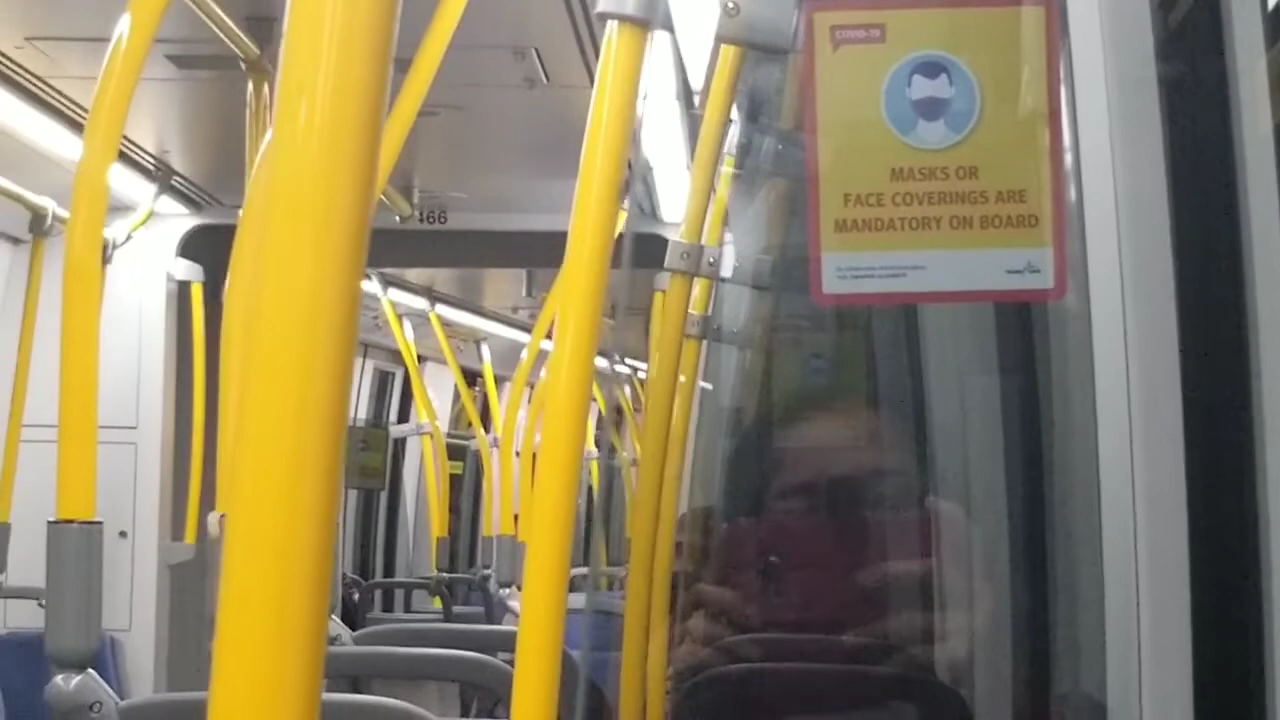 COVID-19
MASKS OR
FACE COVERINGS ARE
MANDATORY ON BOARD
466